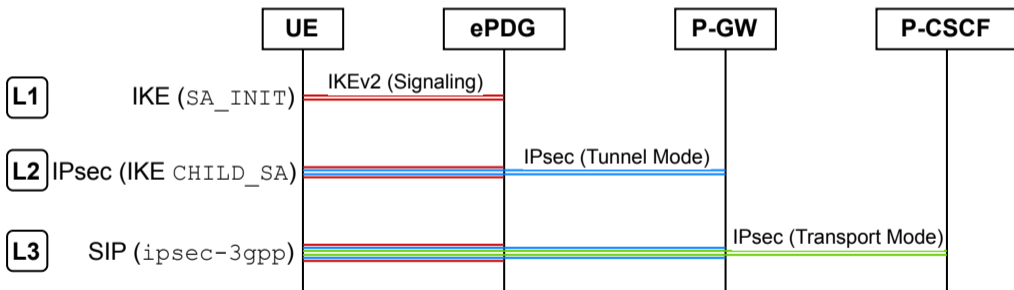 UE ePDG P-GW P-CSCF
IKEv2 (Signaling)
L1 IKE (SA_INIT)
IPsec (Tunnel Mode)
L2 IPsec (IKE CHILD_SA)
IPsec (Transport Mode)
L3 SIP (ipsec-3gpp)